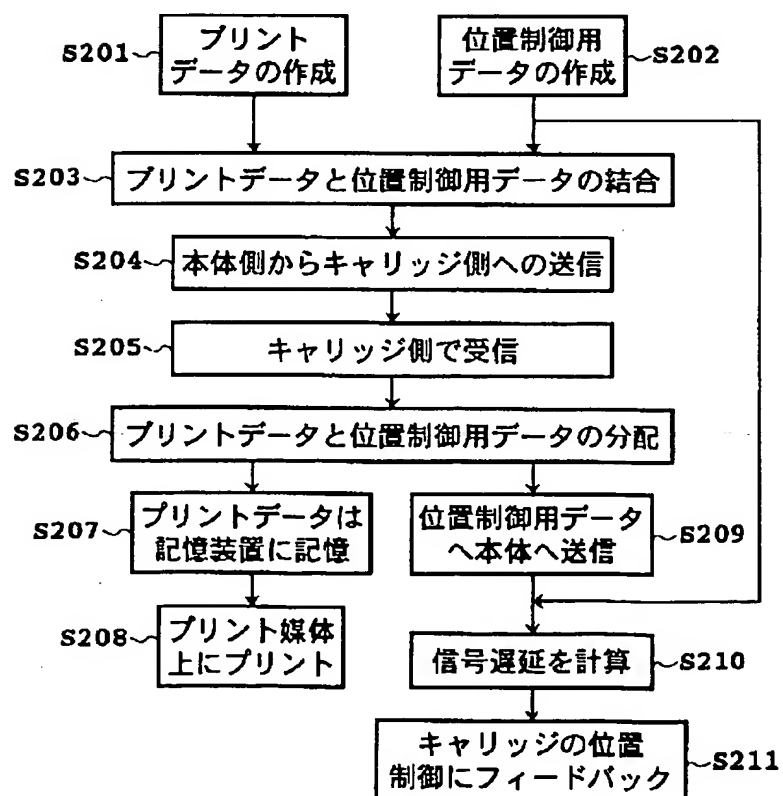 S201
プリント
データの作成
位置制御用
データの作成
S202
S203
プリントデータと位置制御用データの結合
S204
本体側からキャリッジ側への送信
S205
キャリッジ側で受信
S206
プリントデータと位置制御用データの分配
S207
プリントデータは
記憶装置に記憶
位置制御用データ
へ本体へ送信
S209
S208
プリント媒体
上にプリント
信号遅延を計算
S210
キャリッジの位置
制御にフィードバック
S211